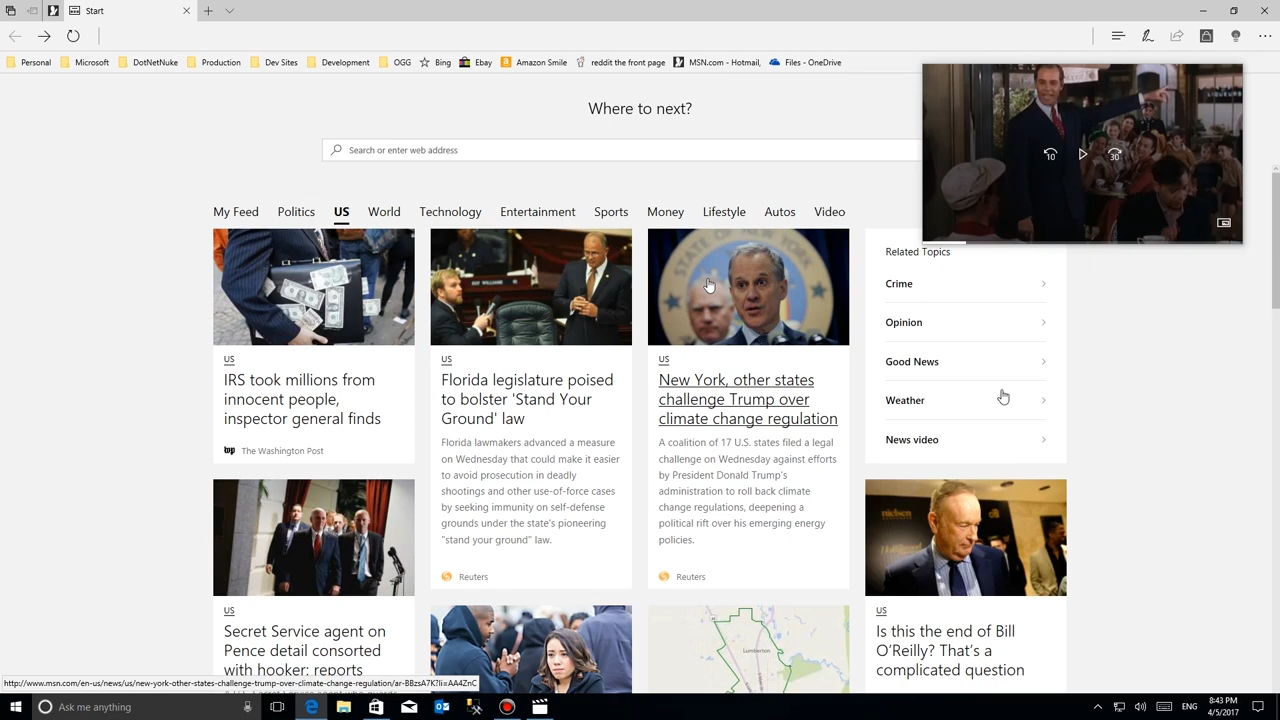 Start
Personal Microsoft DotNetNuke Production Dev Sites Development OGG Bing Ebay Amazon Smile reddit the front page MSN.com - Hotmail, Files - OneDrive
Where to next?
Search or enter web address
10 30
My Feed Politics US World Technology Entertainment Sports Money Lifestyle Autos Video
US
IRS took millions from
innocent people,
inspector general finds
wp The Washington Post
US
Florida legislature poised
to bolster 'Stand Your
Ground' law
Florida lawmakers advanced a measure
on Wednesday that could make it easier
to avoid prosecution in deadly
shootings and other use-of-force cases
by seeking immunity on self-defense
grounds under the state's pioneering
"stand your ground" law.
Reuters
STATE OF
US
New York, other states
challenge Trump over
climate change regulation
A coalition of 17 U.S. states filed a legal
challenge on Wednesday against efforts
by President Donald Trump's
administration to roll back climate
change regulations, deepening a
political rift over his emerging energy
policies.
Reuters
Related Topics
Crime
Opinion
Good News
Weather
News video
US
Secret Service agent on
Pence detail consorted
with hooker: reports
Lumberton
nielsen
US
Is this the end of Bill
O'Reilly? That's a
complicated question
http://www.msn.com/en-us/news/us/new-york-other-states-challenge-trump-over-climate-change-regulation/ar-BBzsA7K?li=AA4ZnC
Ask me anything
ENG
8:43 PM
4/5/2017